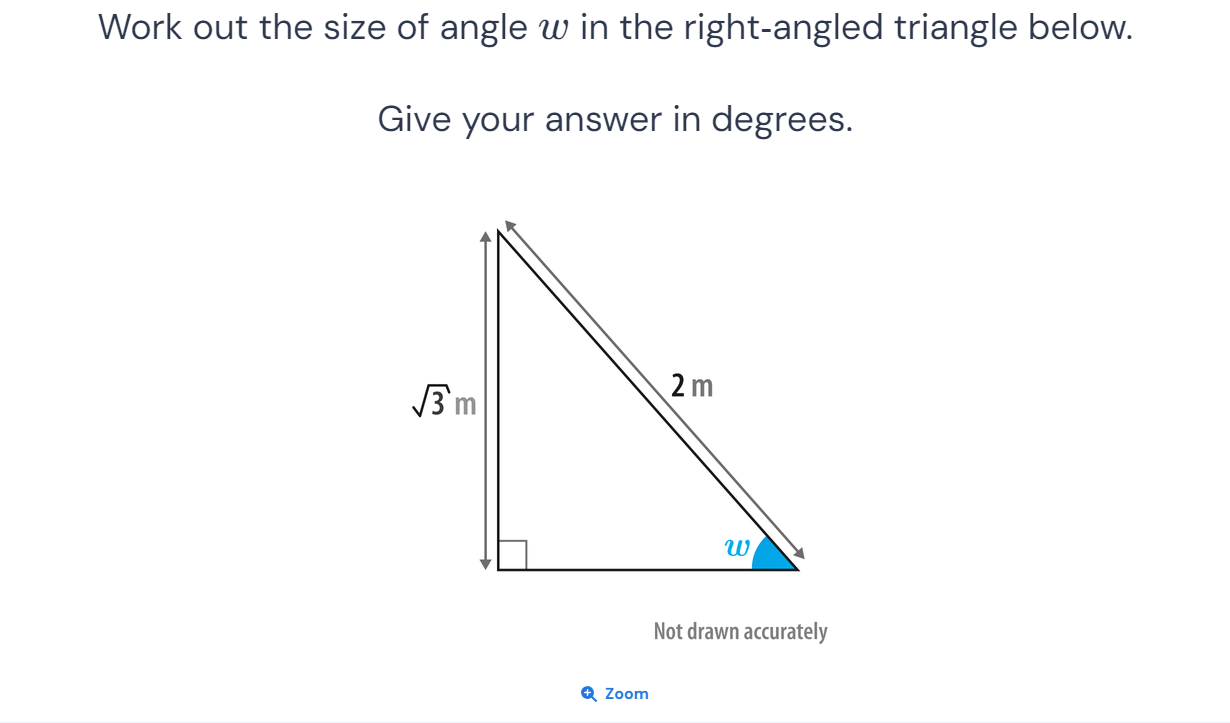 Work out the size of angle w in the right-angled triangle below.
Give your answer in degrees.
√3 m
2 m
w
Not drawn accurately
Zoom